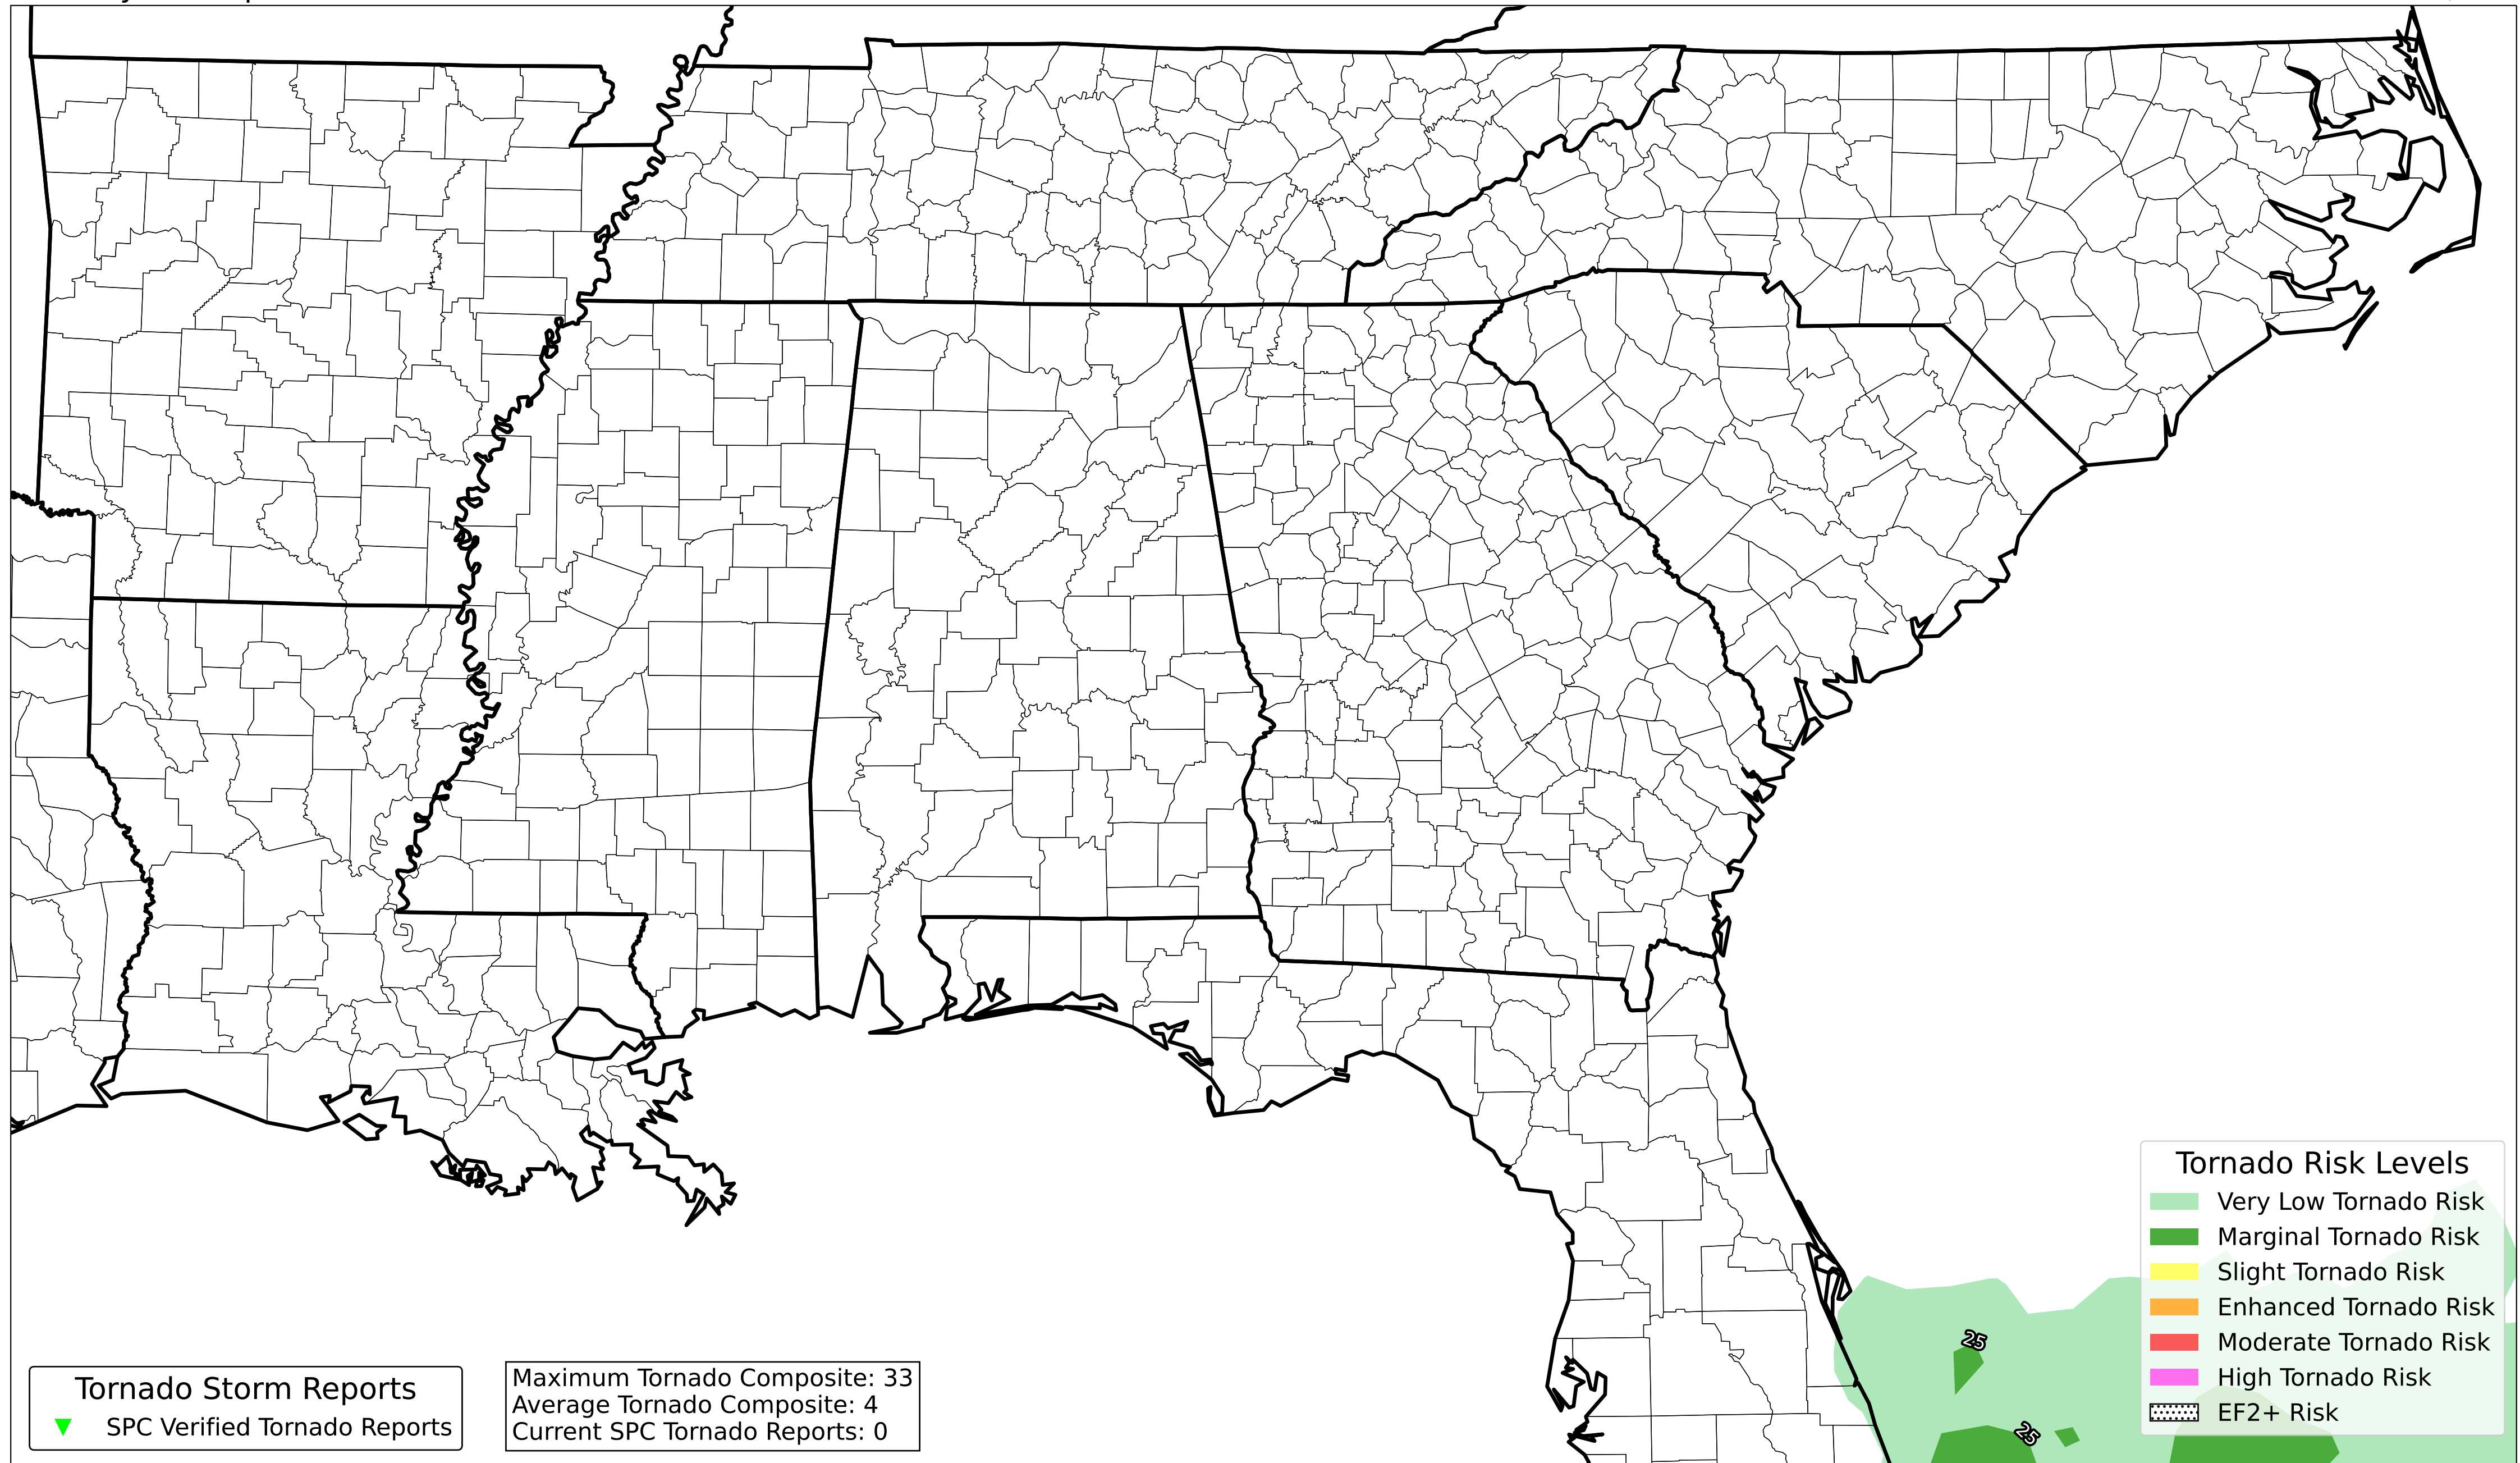 25
25
Tornado Risk Levels
Very Low Tornado Risk
Marginal Tornado Risk
Slight Tornado Risk
Enhanced Tornado Risk
Moderate Tornado Risk
High Tornado Risk
EF2+ Risk
Tornado Storm Reports
SPC Verified Tornado Reports
Maximum Tornado Composite: 33
Average Tornado Composite: 4
Current SPC Tornado Reports: 0